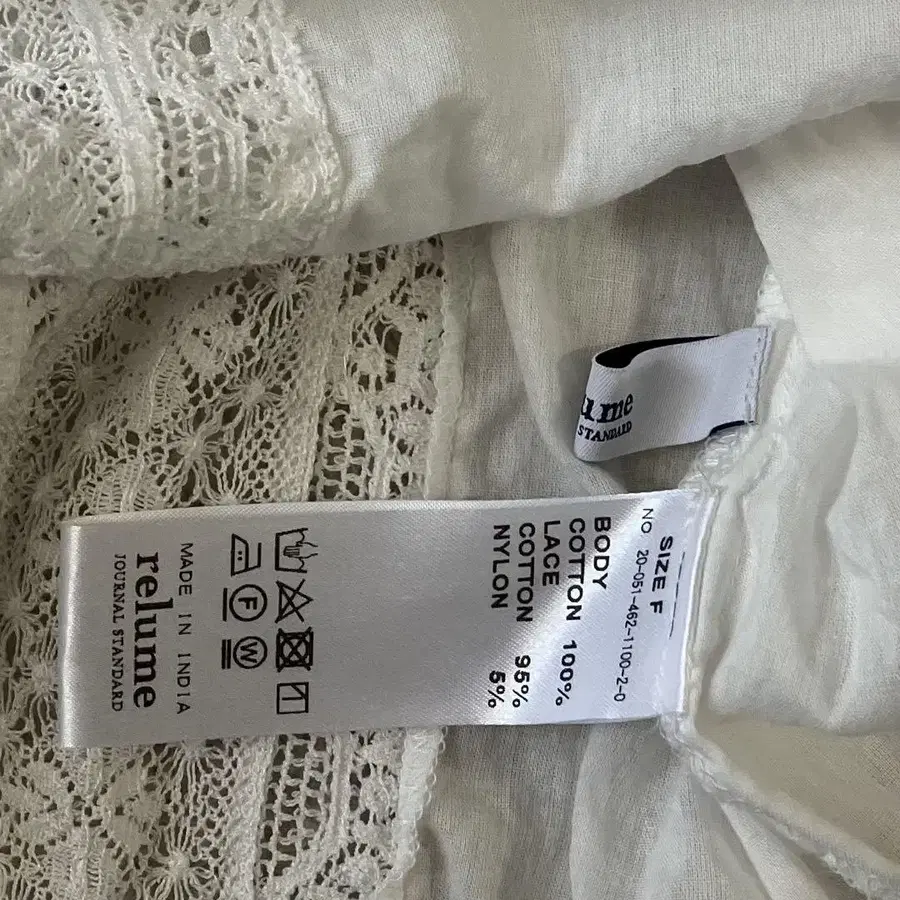 SIZE F
NO 20-051-462-1100-2-0
BODY
COTTON 100%
LACE
COTTON 95%
NYLON 5%
F W
MADE IN INDIA
relume
JOURNAL STANDARD
ume
STANDARD